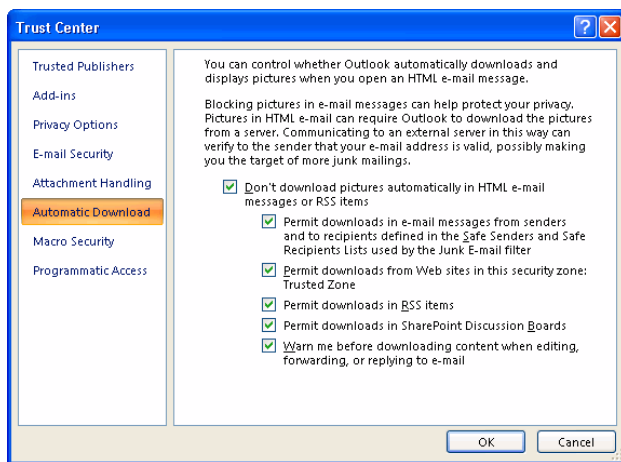 Trust Center
Trusted Publishers
Add-ins
Privacy Options
E-mail Security
Attachment Handling
Automatic Download
Macro Security
Programmatic Access
You can control whether Outlook automatically downloads and
displays pictures when you open an HTML e-mail message.
Blocking pictures in e-mail messages can help protect your privacy.
Pictures in HTML e-mail can require Outlook to download the pictures
from a server. Communicating to an external server in this way can
verify to the sender that your e-mail address is valid, possibly making
you the target of more junk mailings.
Don't download pictures automatically in HTML e-mail
messages or RSS items
Permit downloads in e-mail messages from senders
and to recipients defined in the Safe Senders and Safe
Recipients Lists used by the Junk E-mail filter
Permit downloads from Web sites in this security zone:
Trusted Zone
Permit downloads in RSS items
Permit downloads in SharePoint Discussion Boards
Warn me before downloading content when editing,
forwarding, or replying to e-mail
OK
Cancel